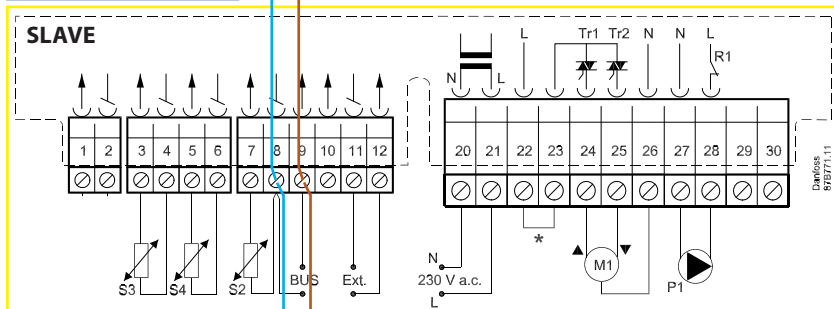 SLAVE
L Tr1 Tr2 N N L
R1
N L
1 2 3 4 5 6 7 8 9 10 11 12 20 21 22 23 24 25 26 27 28 29 30
Danfoss
87B771.11
*
N M1
S3 S4 S2 BUS Ext. 230 V a.c. P1
L